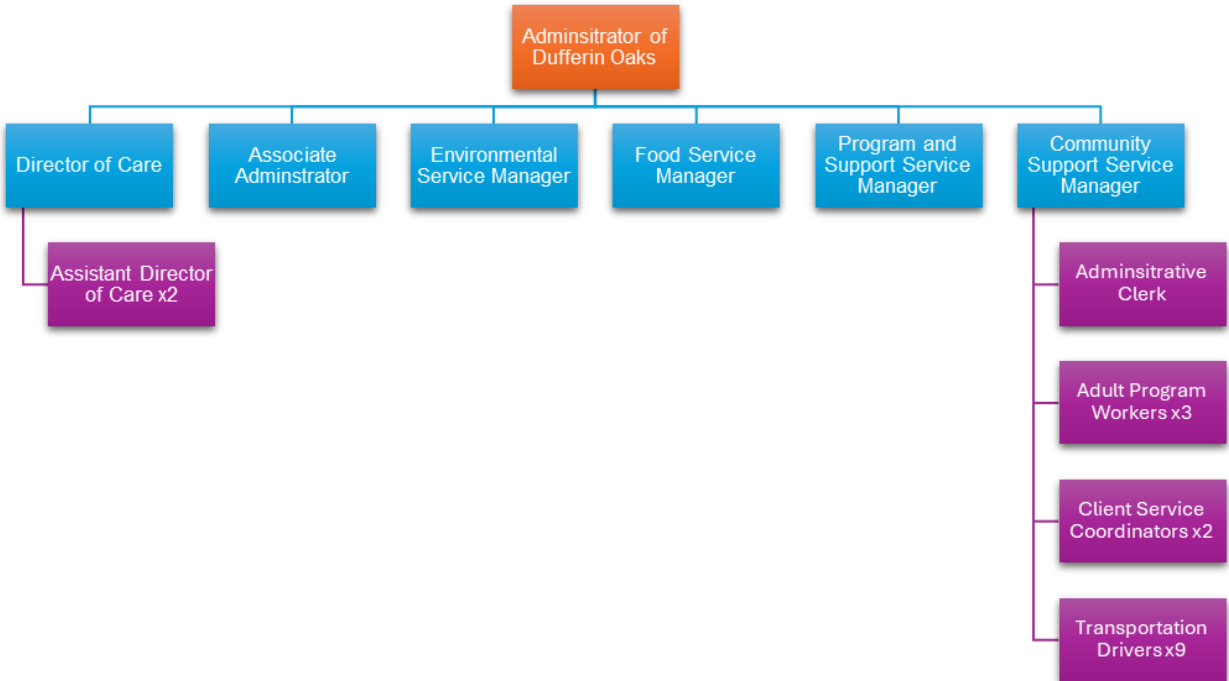 Adminsitrator of
Dufferin Oaks
Director of Care
Associate
Adminstrator
Environmental
Service Manager
Food Service
Manager
Program and
Support Service
Manager
Community
Support Service
Manager
Assistant Director
of Care x2
Adminsitrative
Clerk
Adult Program
Workers x3
Client Service
Coordinators x2
Transportation
Drivers x9